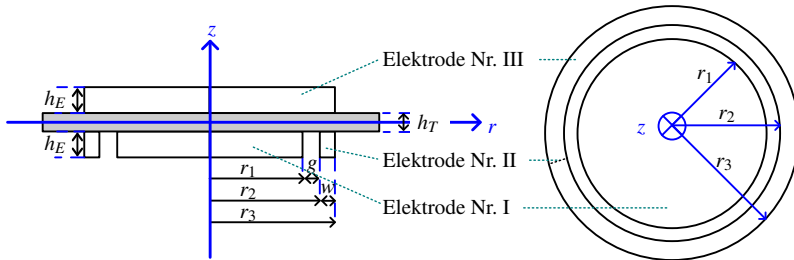 z
Elektrode Nr. III
h_E
h_T
r
h_E
Elektrode Nr. II
r_1
g
r_2
w
Elektrode Nr. I
r_3
r_1
z
r_2
r_3